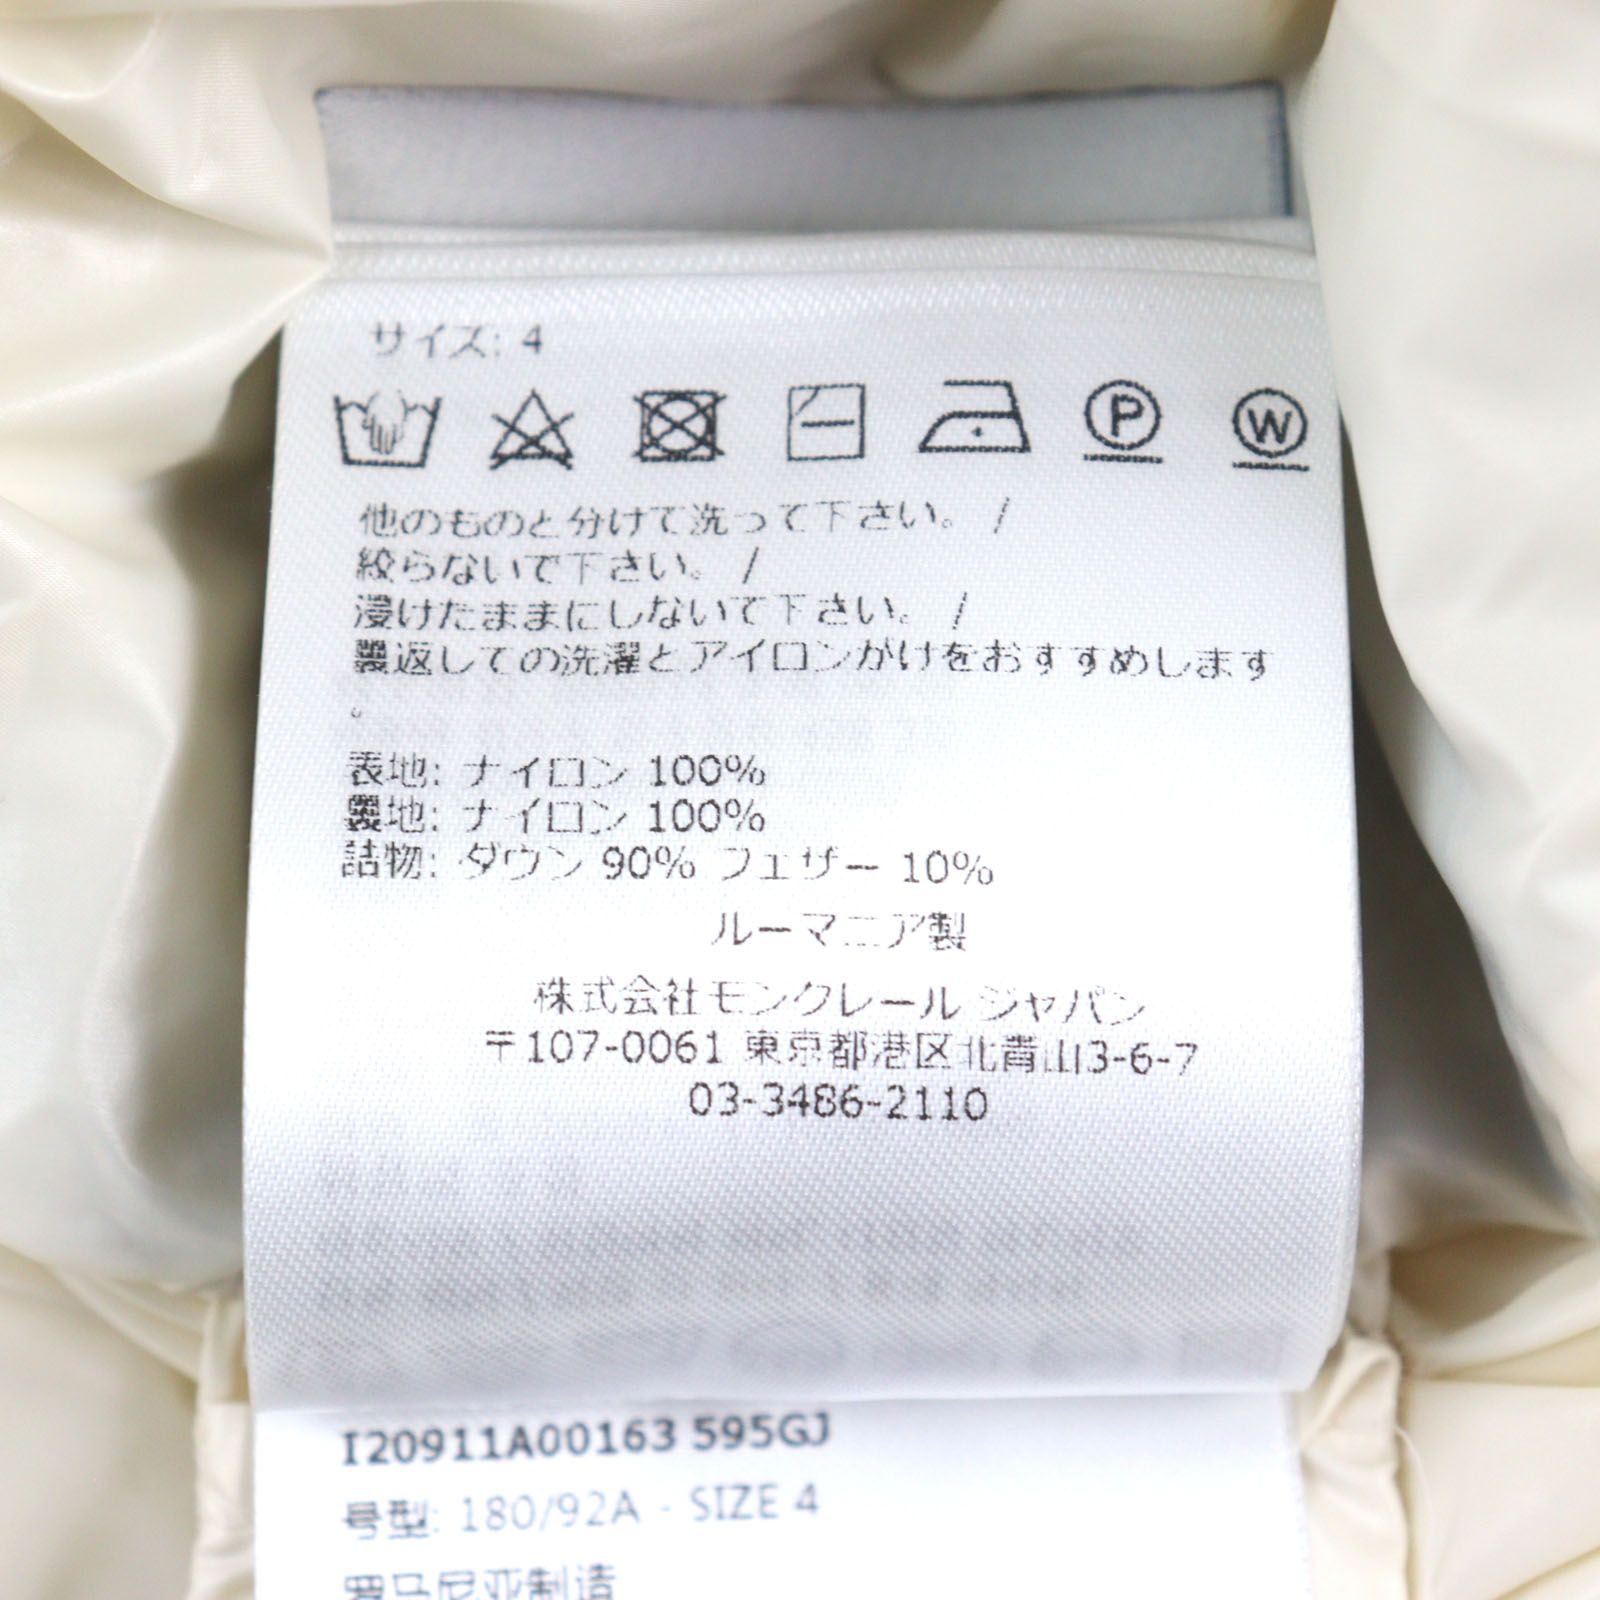 サイズ: 4
P W
他のものと分けて洗って下さい。 /
絞らないで下さい。 /
浸けたままにしないで下さい。 /
裏返しての洗濯とアイロンがけをおすすめします
。
表地: ナイロン 100%
裏地: ナイロン 100%
詰物: ダウン 90% フェザー 10%
ルーマニア製
株式会社モンクレール ジャパン
〒107-0061 東京都港区北青山3-6-7
03-3486-2110
I20911A00163 595GJ
号型: 180/92A - SIZE 4
罗马尼亚制造